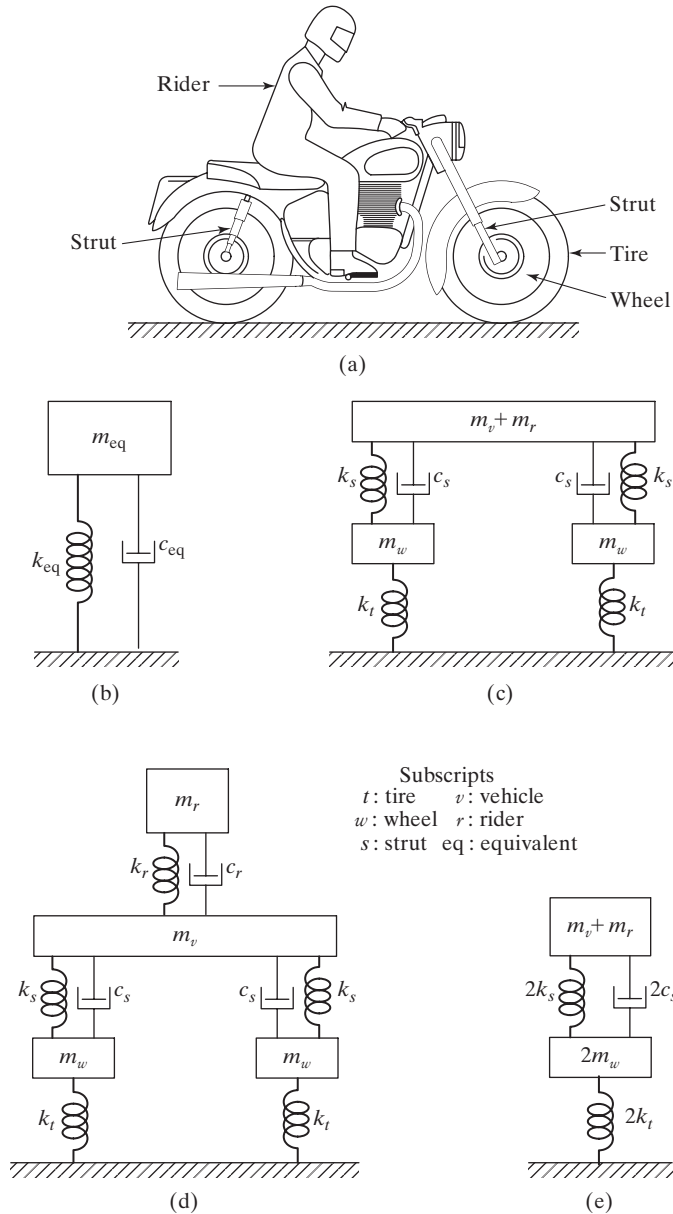 Rider
Strut
Strut
Tire
Wheel
(a)
m_eq
k_eq
c_eq
(b)
m_v + m_r
k_s
c_s
c_s
k_s
m_w
m_w
k_t
k_t
(c)
Subscripts
t : tire v : vehicle
w : wheel r : rider
s : strut eq : equivalent
m_r
k_r
c_r
m_v
k_s
c_s
c_s
k_s
m_w
m_w
k_t
k_t
(d)
m_v + m_r
2k_s
2c_s
2m_w
2k_t
(e)